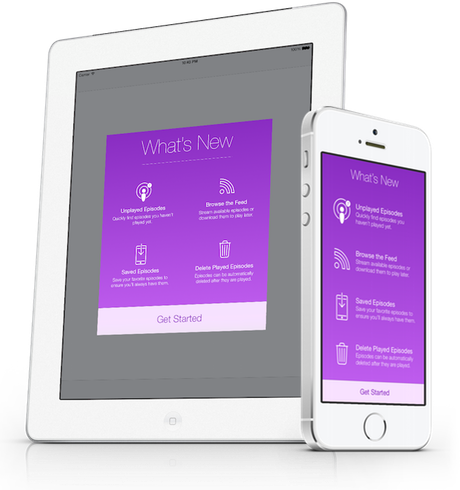 10:00 PM
What's New
Unplayed Episodes
Quickly find episodes you haven't
played yet.
Browse the Feed
Stream available episodes or
download them to play later.
Saved Episodes
Save your favorite episodes to
ensure you'll always have them.
Delete Played Episodes
Episodes can be automatically
deleted after they are played.
Get Started
What's New
Unplayed Episodes
Quickly find episodes you haven't
played yet.
Browse the Feed
Stream available episodes or
download them to play later.
Saved Episodes
Save your favorite episodes to
ensure you'll always have them.
Delete Played Episodes
Episodes can be automatically
deleted after they are played.
Get Started